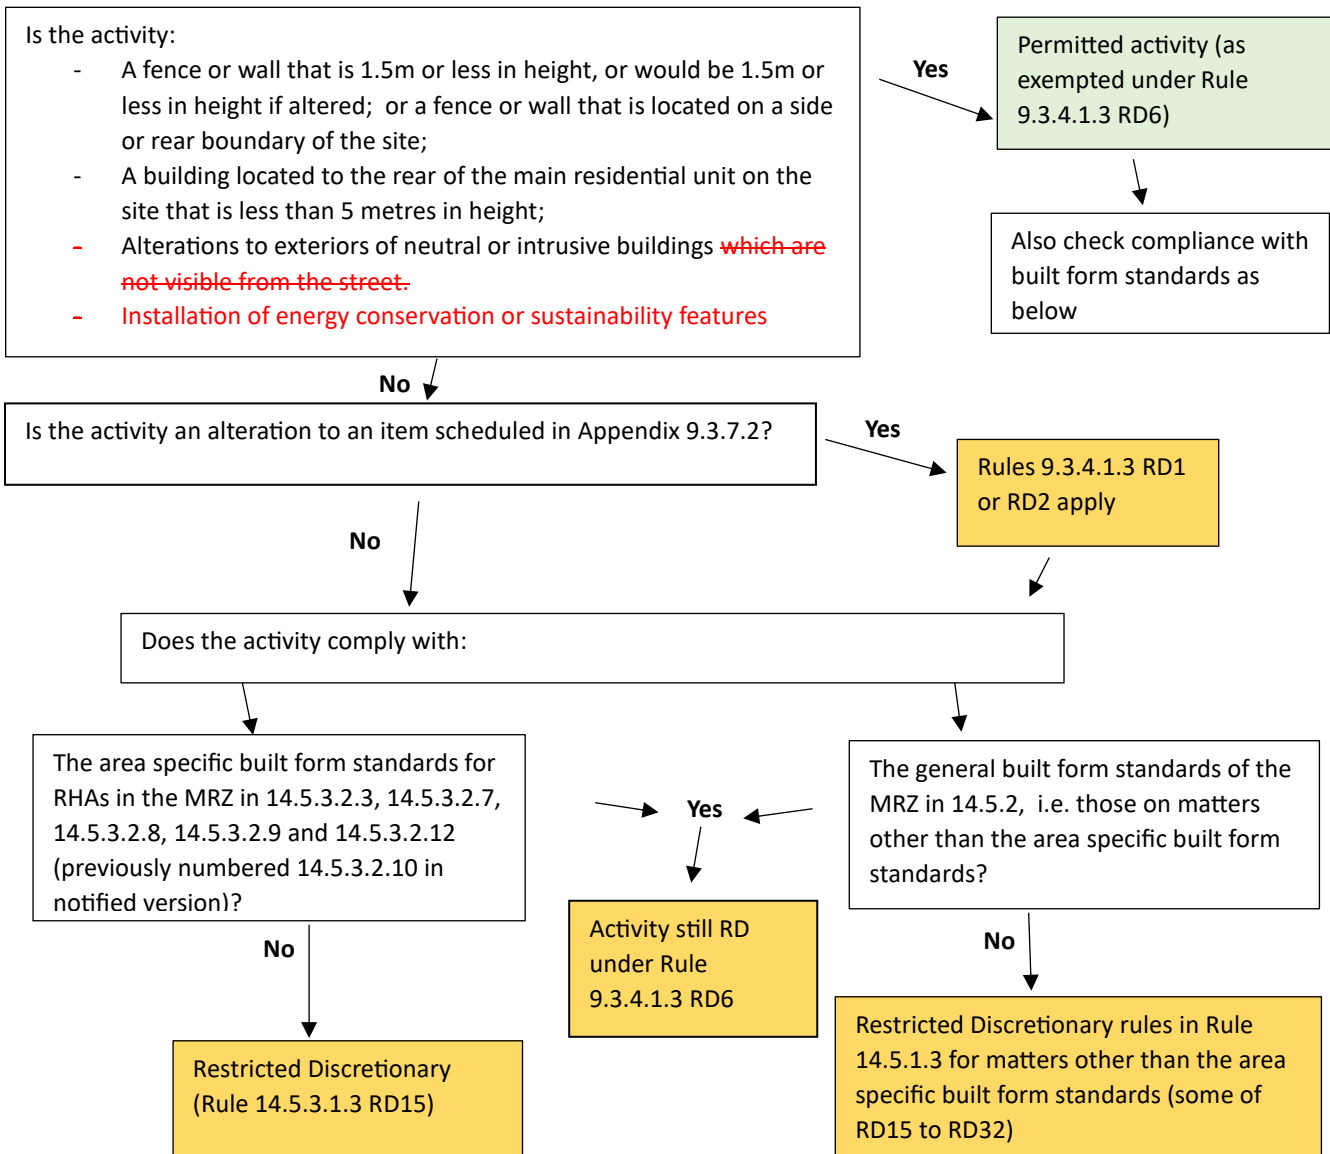 Is the activity:
- A fence or wall that is 1.5m or less in height, or would be 1.5m or
less in height if altered; or a fence or wall that is located on a side
or rear boundary of the site;
- A building located to the rear of the main residential unit on the
site that is less than 5 metres in height;
- Alterations to exteriors of neutral or intrusive buildings which are
not visible from the street.
- Installation of energy conservation or sustainability features
Yes
Permitted activity (as
exempted under Rule
9.3.4.1.3 RD6)
Also check compliance with
built form standards as
below
No
Is the activity an alteration to an item scheduled in Appendix 9.3.7.2?
Yes
Rules 9.3.4.1.3 RD1
or RD2 apply
No
Does the activity comply with:
The area specific built form standards for
RHAs in the MRZ in 14.5.3.2.3, 14.5.3.2.7,
14.5.3.2.8, 14.5.3.2.9 and 14.5.3.2.12
(previously numbered 14.5.3.2.10 in
notified version)?
Yes
The general built form standards of the
MRZ in 14.5.2, i.e. those on matters
other than the area specific built form
standards?
No
Activity still RD
under Rule
9.3.4.1.3 RD6
No
Restricted Discretionary
(Rule 14.5.3.1.3 RD15)
Restricted Discretionary rules in Rule
14.5.1.3 for matters other than the area
specific built form standards (some of
RD15 to RD32)